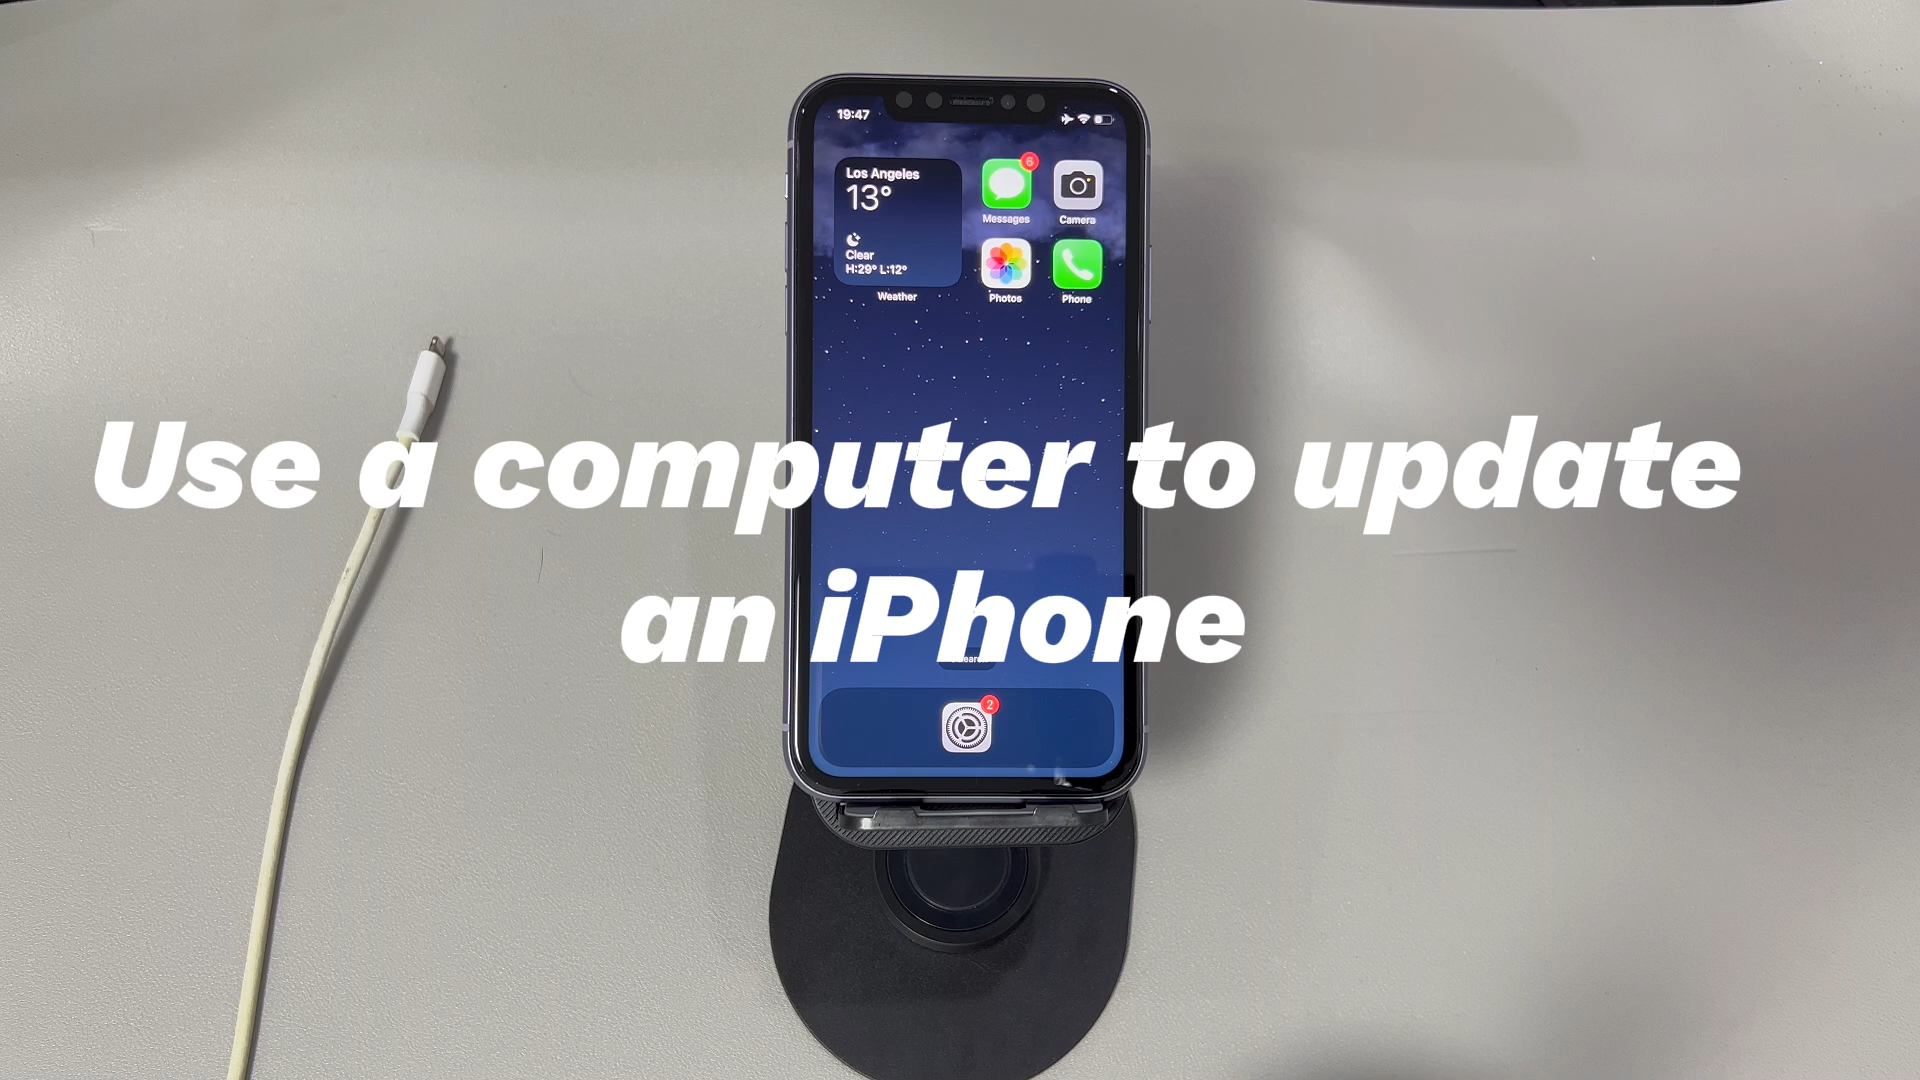 19:47
Los Angeles
13°
Clear
H:29° L:12°
Weather
6
Messages
Camera
Photos
Phone
Use a computer to update
an iPhone
2